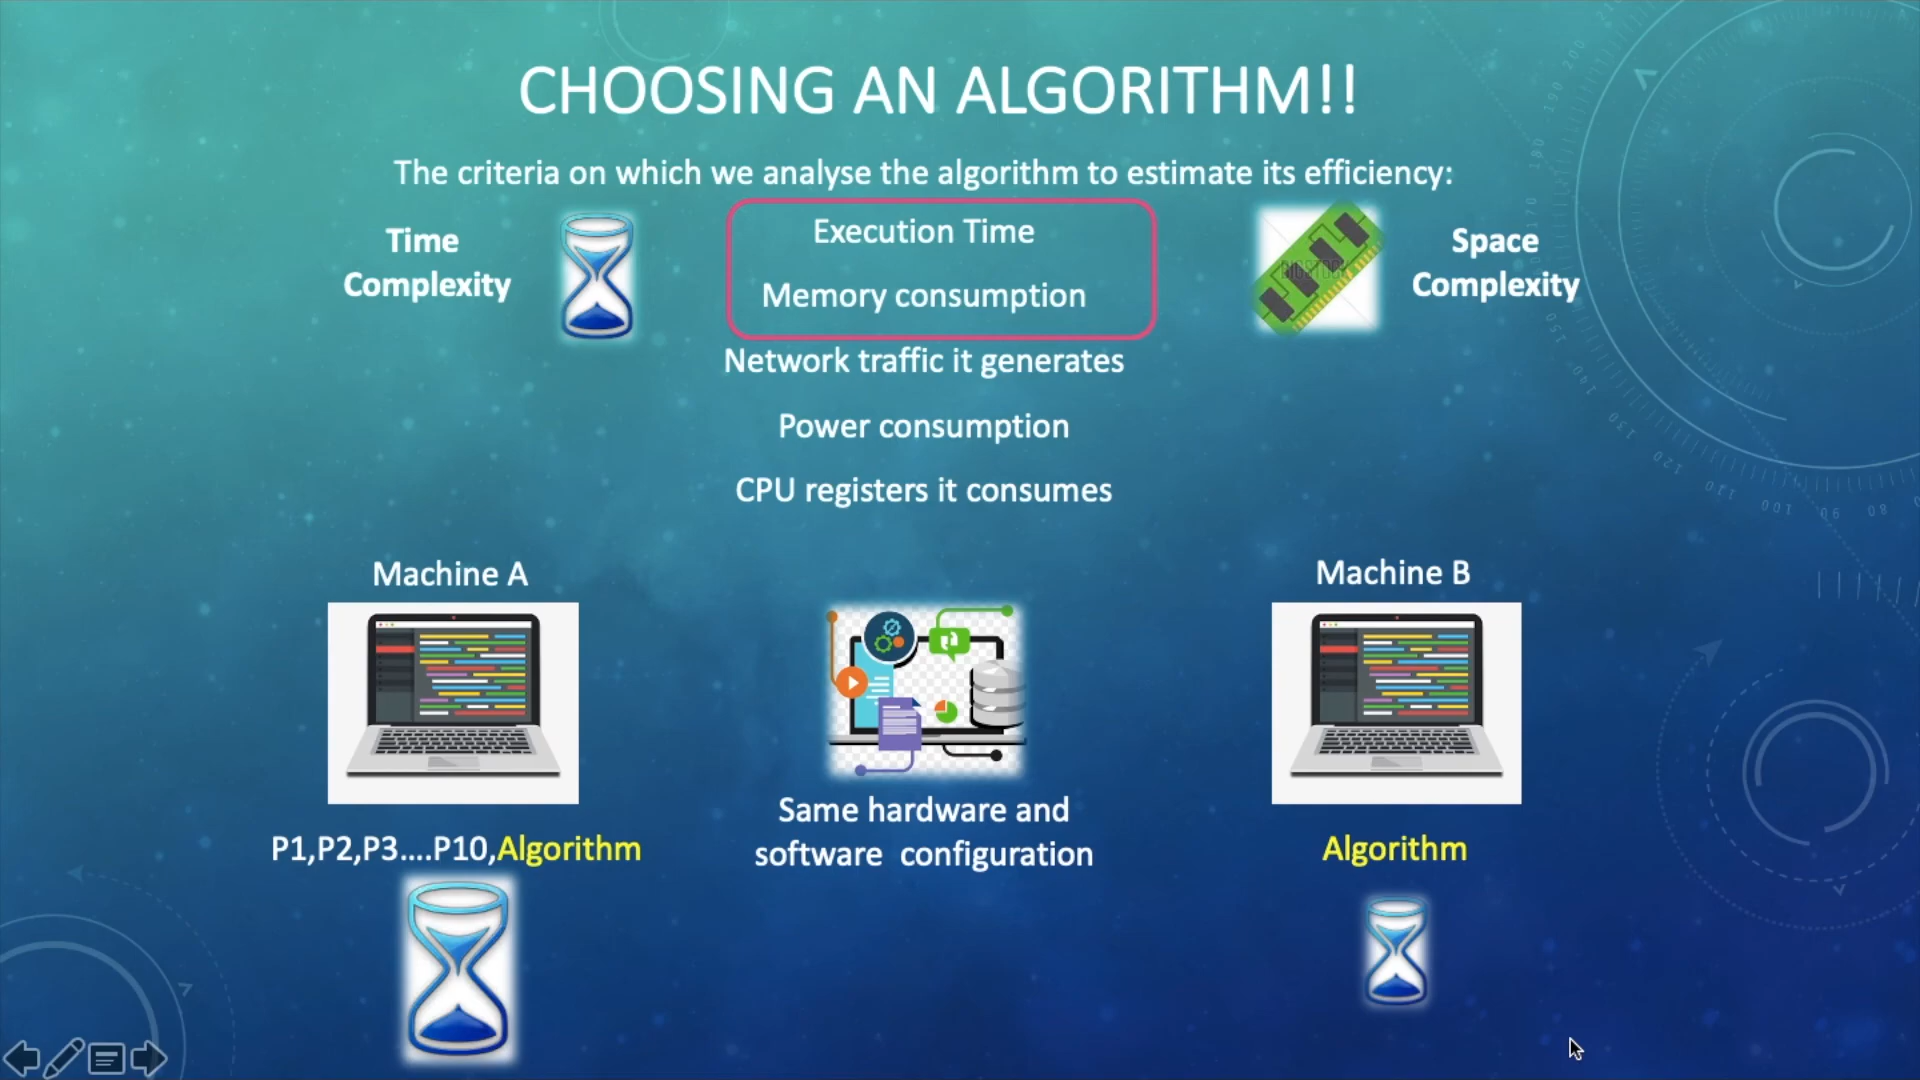 CHOOSING AN ALGORITHM!!
The criteria on which we analyse the algorithm to estimate its efficiency:
Time
Complexity
Execution Time
Memory consumption
Network traffic it generates
Power consumption
CPU registers it consumes
Space
Complexity
Machine A
Machine B
Same hardware and
software configuration
P1,P2,P3....P10,Algorithm
Algorithm